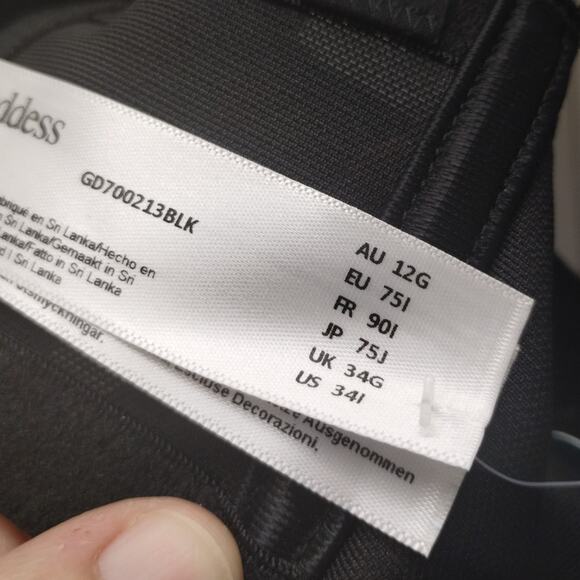 ddess
GD700213BLK
en Sri Lanka/Hecho en
Sri Lanka/Gemaakt in Sri
Lanka/Fatto in Sri Lanka
i Sri Lanka
AU 12G
EU 75I
FR 90I
JP 75J
UK 34G
US 34I
Ausgenommen
Escluse Decorazioni.